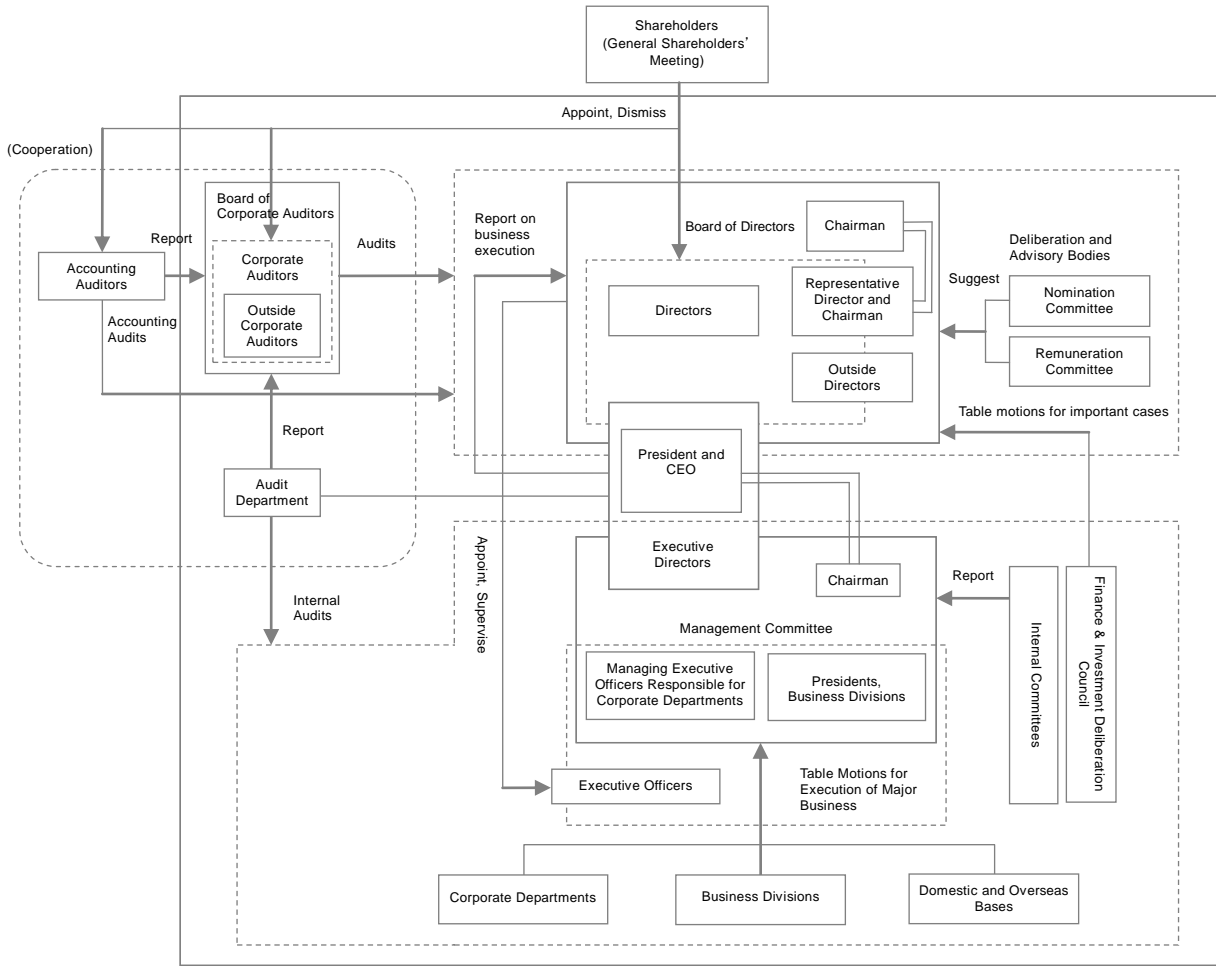 Shareholders
(General Shareholders’
Meeting)
Appoint, Dismiss
(Cooperation)
Board of
Corporate Auditors
Report
Accounting
Auditors
Corporate
Auditors
Outside
Corporate
Auditors
Audits
Accounting
Audits
Report
Audit
Department
Internal
Audits
Report on
business
execution
Board of Directors
Chairman
Directors
Representative
Director and
Chairman
Outside
Directors
Deliberation and
Advisory Bodies
Suggest
Nomination
Committee
Remuneration
Committee
Table motions for important cases
President and
CEO
Executive
Directors
Chairman
Appoint, Supervise
Report
Internal Committees
Finance & Investment Deliberation
Council
Management Committee
Managing Executive
Officers Responsible for
Corporate Departments
Presidents,
Business Divisions
Executive Officers
Table Motions for
Execution of Major
Business
Corporate Departments
Business Divisions
Domestic and Overseas
Bases